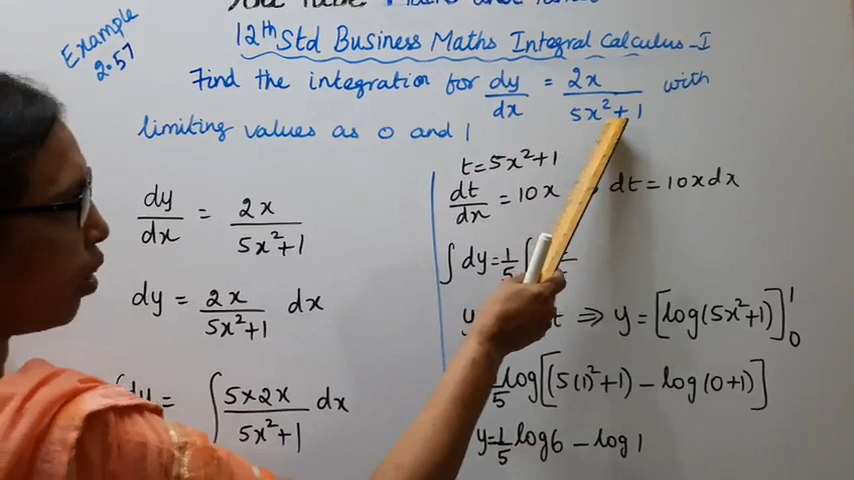 Example
2.57
12th Std Business Maths Integral Calculus-I
Find the integration for dy/dx = 2x/5x²+1 with
limiting values as 0 and 1
dy/dx = 2x/5x²+1
dy = 2x/5x²+1 dx
= ∫ 5×2x/5x²+1 dx
t = 5x²+1
dt/dx = 10x dt = 10x dx
∫ dy = 1/5 ∫
y ⇒ y = [log(5x²+1)]₀¹
1/5 log[(5(1)²+1) - log(0+1)]
y = 1/5 log6 - log1